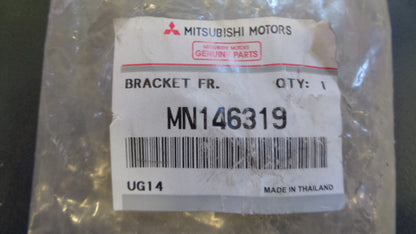 MITSUBISHI MOTORS
MITSUBISHI MOTORS
GENUINE PARTS
BRACKET FR. QTY: 1
MN146319
UG14 MADE IN THAILAND